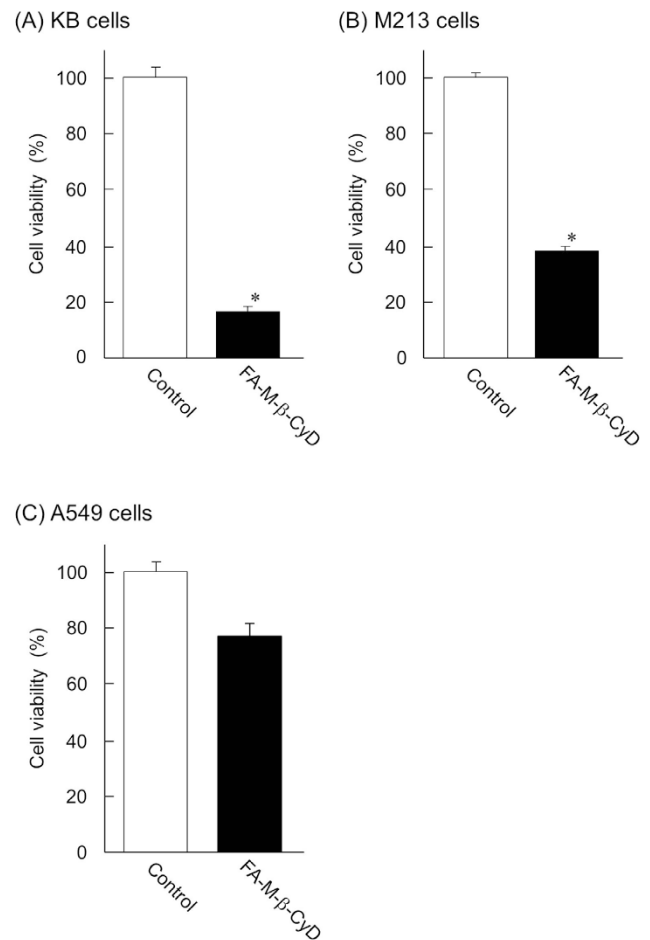 (A) KB cells
Cell viability (%)
100
80
60
40
20
0
*
Control
FA-M-β-CyD
(B) M213 cells
Cell viability (%)
100
80
60
40
20
0
*
Control
FA-M-β-CyD
(C) A549 cells
Cell viability (%)
100
80
60
40
20
0
Control
FA-M-β-CyD